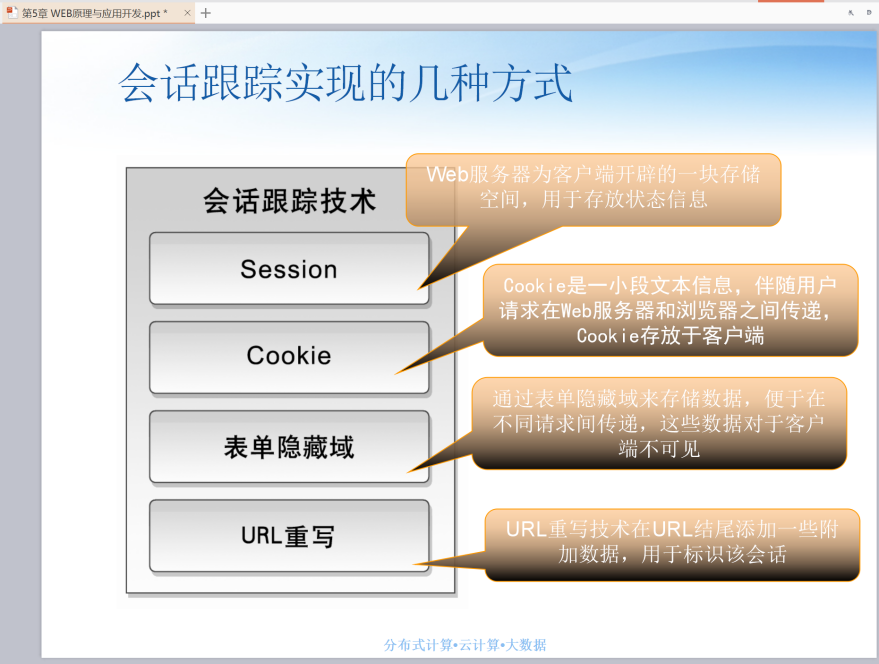 第5章 WEB原理与应用开发.ppt *
会话跟踪实现的几种方式
会话跟踪技术
Web服务器为客户端开辟的一块存储
空间，用于存放状态信息
Session
Cookie是一小段文本信息，伴随用户
请求在Web服务器和浏览器之间传递，
Cookie存放于客户端
Cookie
通过表单隐藏域来存储数据，便于在
不同请求间传递，这些数据对于客户
端不可见
表单隐藏域
URL重写技术在URL结尾添加一些附
加数据，用于标识该会话
URL重写
分布式计算•云计算•大数据